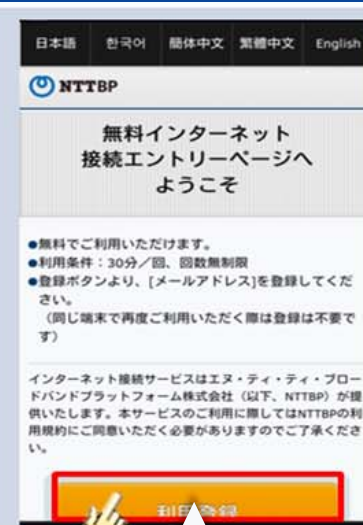 日本語 한국어 簡体中文 繁體中文 English
NTTBP
無料インターネット
接続エントリーページへ
ようこそ
●無料でご利用いただけます。
●利用条件：30分／回、回数無制限
●登録ボタンより、[メールアドレス]を登録してくだ
さい。
（同じ端末で再度ご利用いただく際は登録は不要で
す）
インターネット接続サービスはエヌ・ティ・ティ・ブロー
ドバンドプラットフォーム株式会社（以下、NTTBP）が提
供いたします。本サービスのご利用に際してはNTTBPの利
用規約にご同意いただく必要がありますのでご了承くださ
い。
利用登録